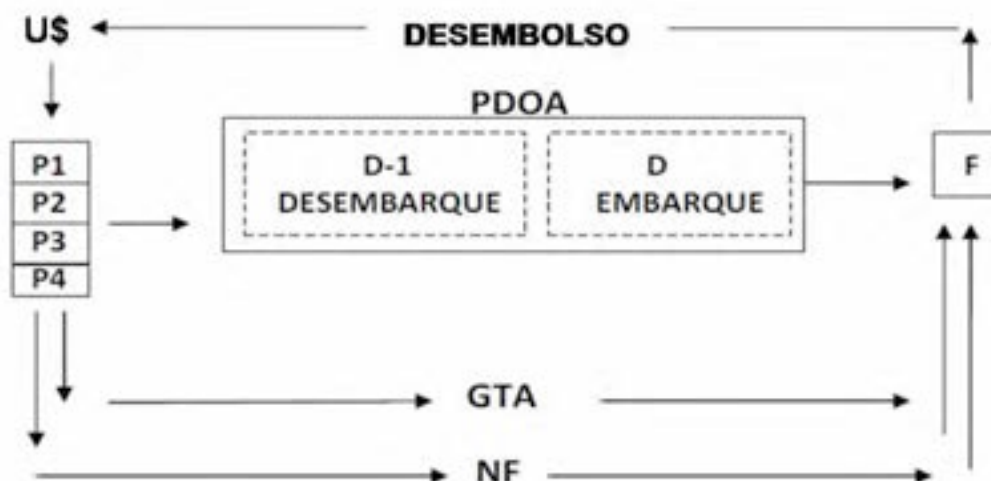 U$
DESEMBOLSO
PDOA
P1
P2
P3
P4
D-1
DESEMBARQUE
D
EMBARQUE
F
GTA
NF